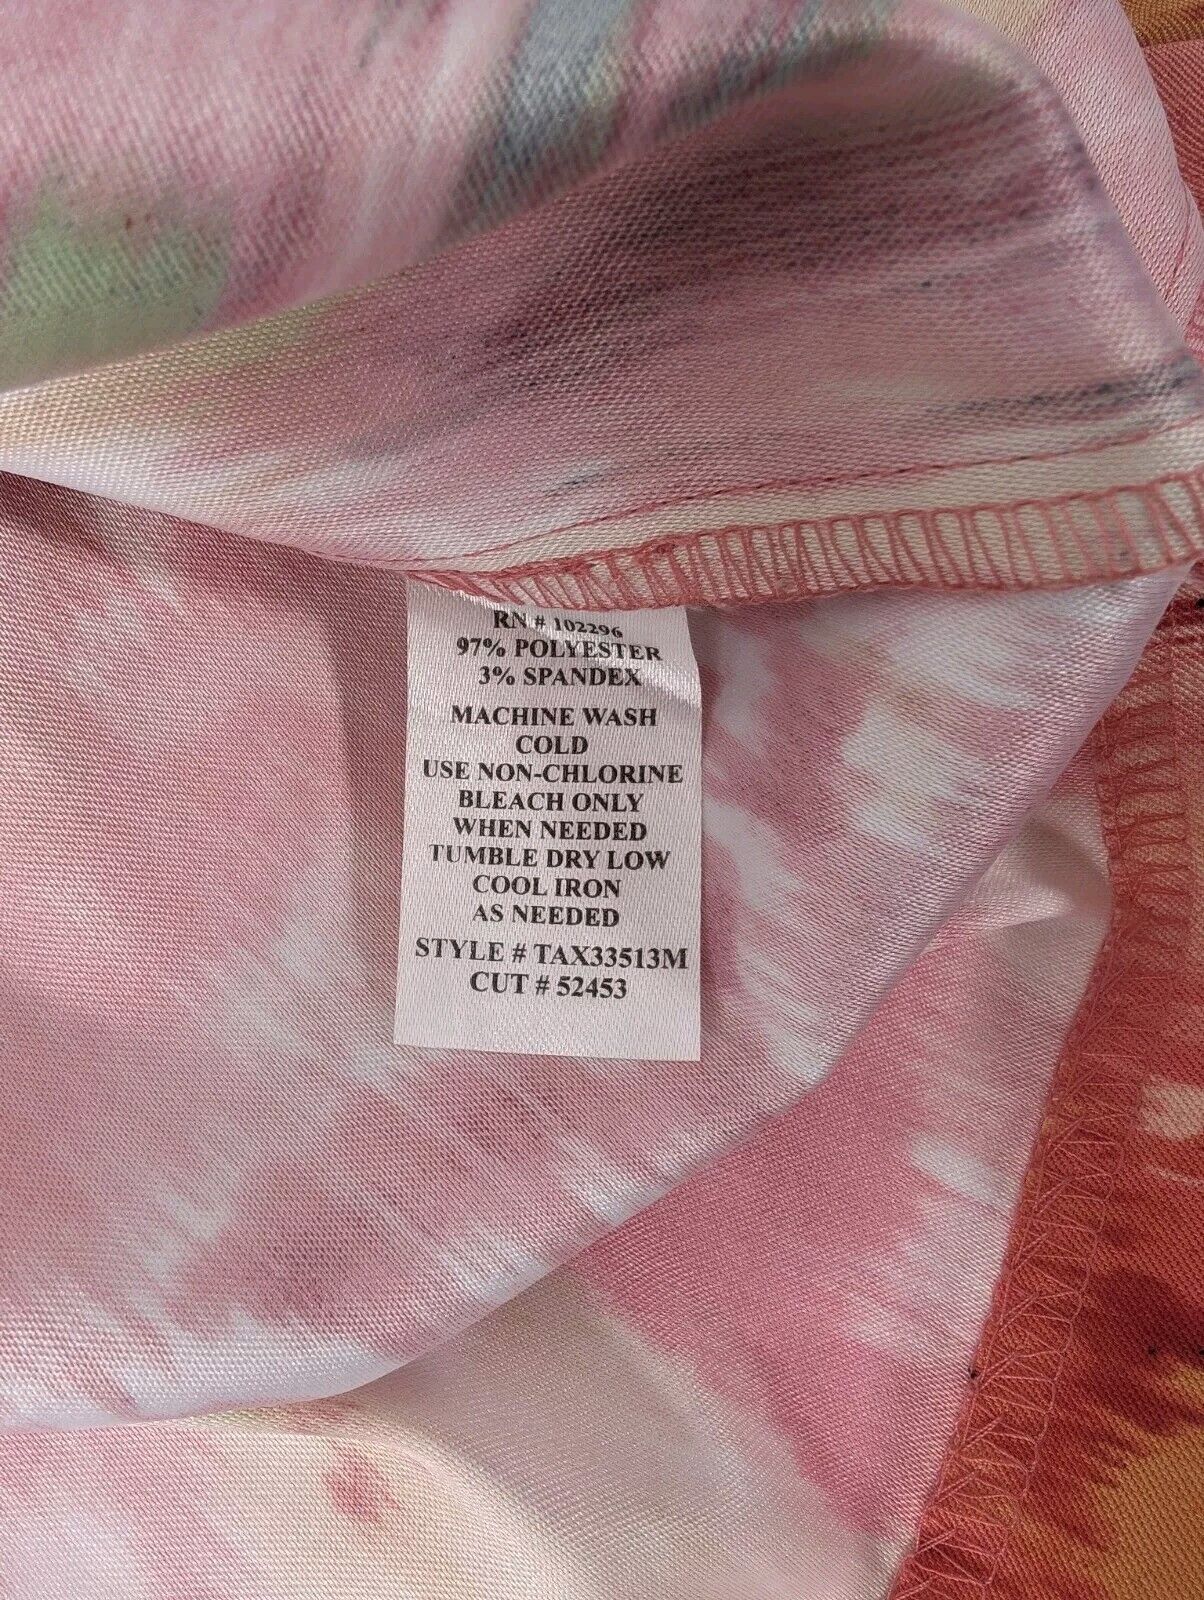 RN # 102296
97% POLYESTER
3% SPANDEX
MACHINE WASH
COLD
USE NON-CHLORINE
BLEACH ONLY
WHEN NEEDED
TUMBLE DRY LOW
COOL IRON
AS NEEDED
STYLE # TAX33513M
CUT # 52453